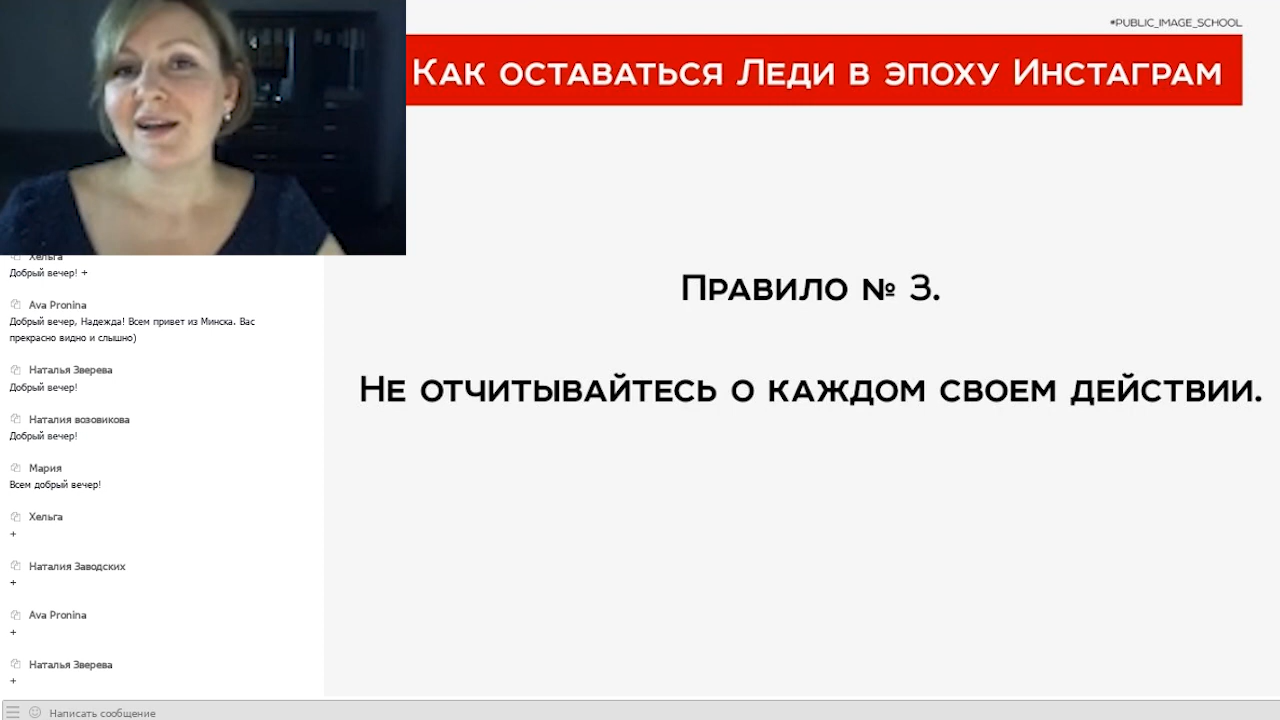 #PUBLIC_IMAGE_SCHOOL
Как оставаться Леди в эпоху Инстаграм
Правило № 3.
Не отчитывайтесь о каждом своем действии.
Хельга
Добрый вечер! +
Ava Pronina
Добрый вечер, Надежда! Всем привет из Минска. Вас
прекрасно видно и слышно)
Наталья Зверева
Добрый вечер!
Наталия возовикова
Добрый вечер!
Мария
Всем добрый вечер!
Хельга
+
Наталия Заводских
+
Ava Pronina
+
Наталья Зверева
+
Написать сообщение